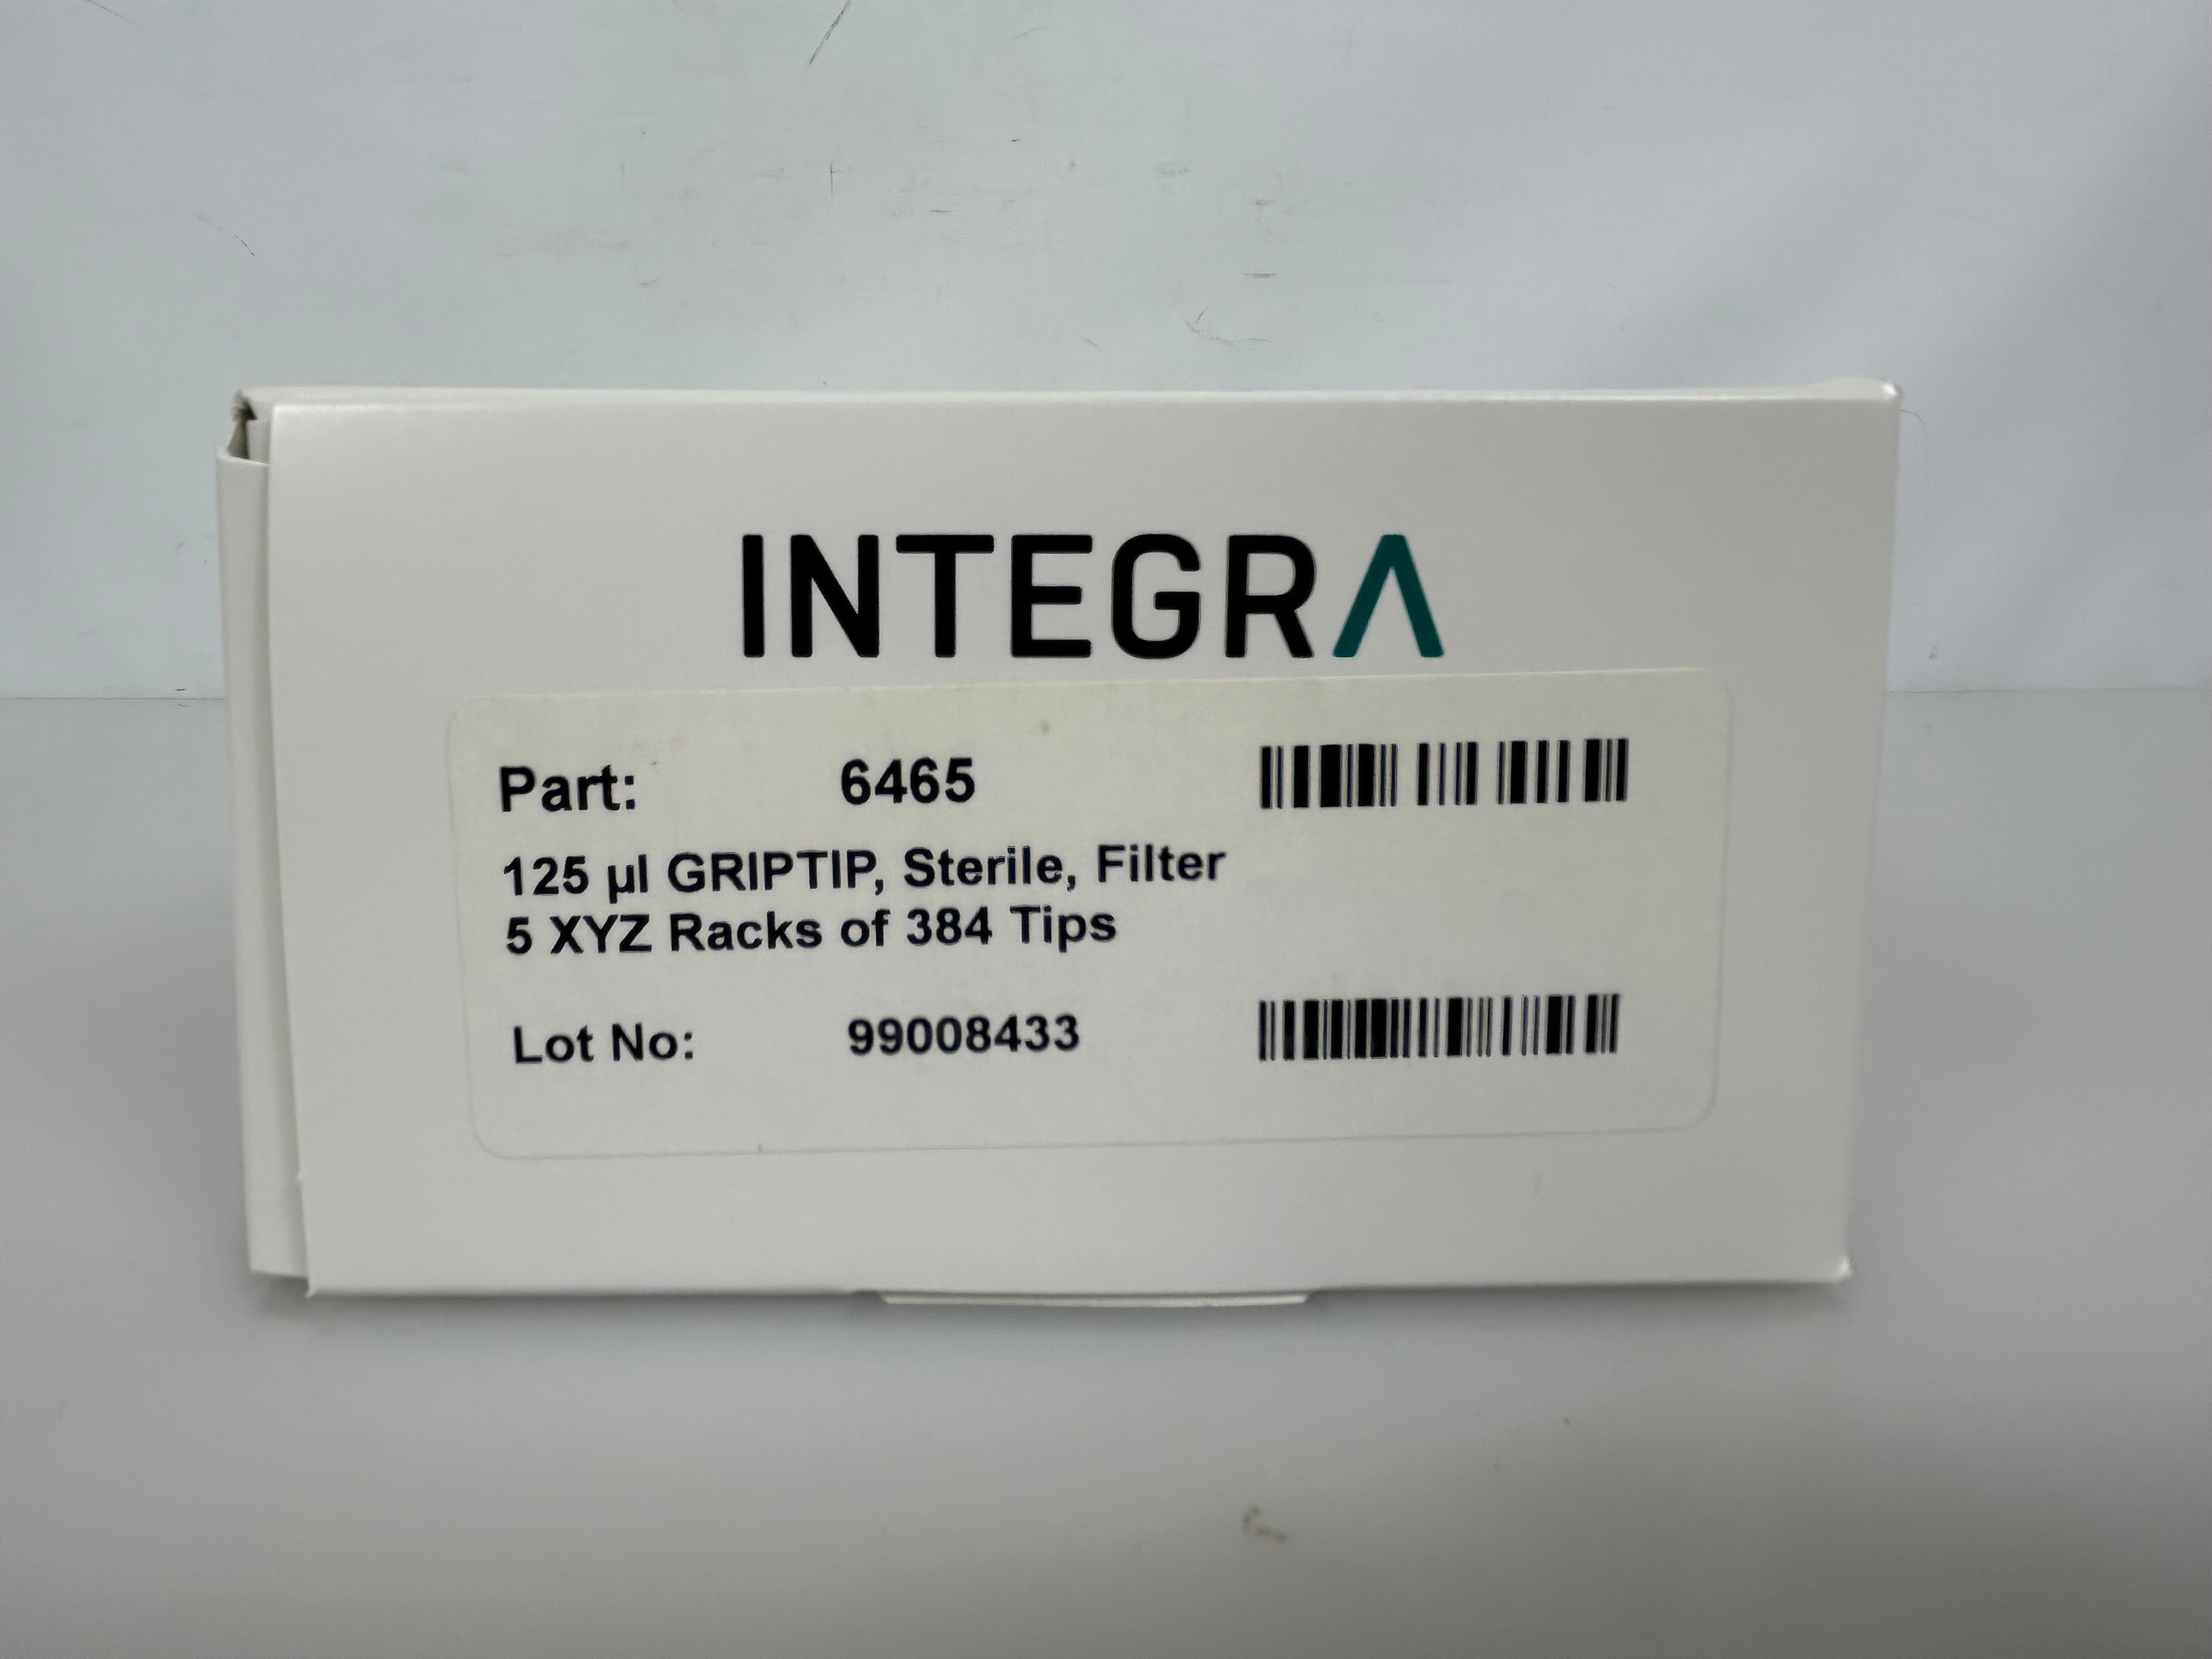 INTEGRA
Part: 6465
125 µl GRIPTIP, Sterile, Filter
5 XYZ Racks of 384 Tips
Lot No: 99008433